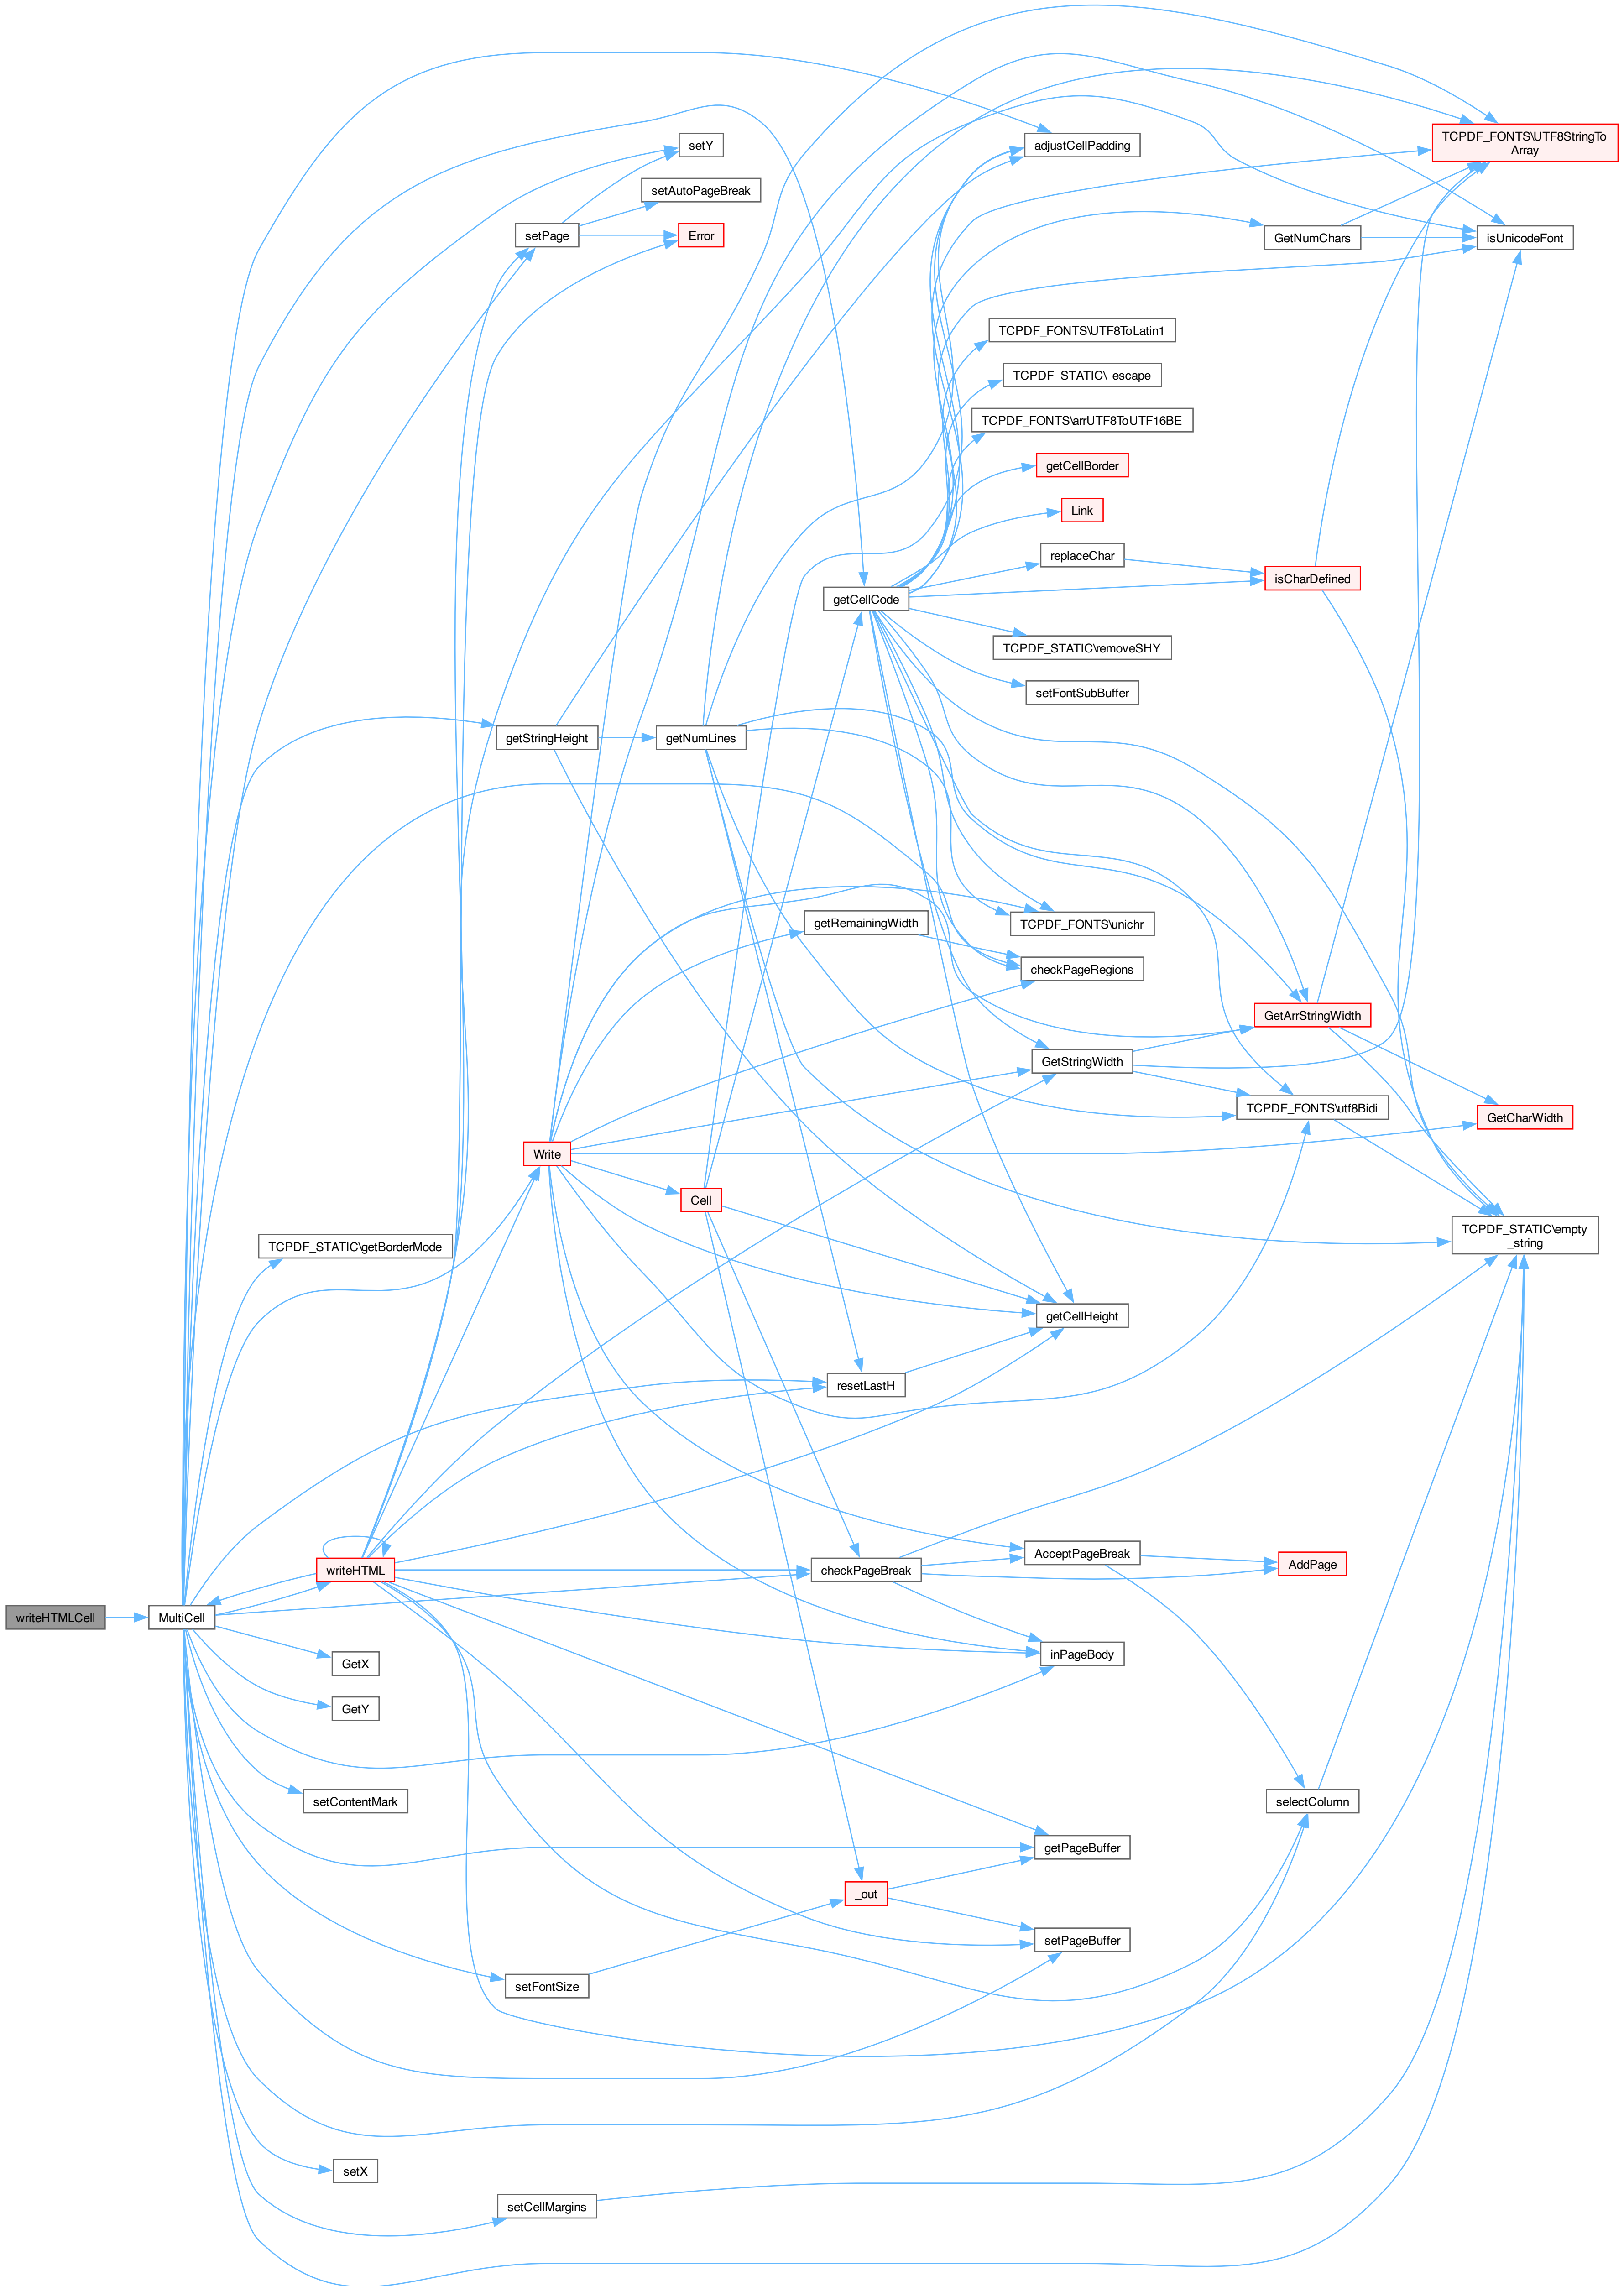 setY
adjustCellPadding
TCPDF_FONTS\UTF8StringTo
Array
setAutoPageBreak
setPage
Error
GetNumChars
isUnicodeFont
TCPDF_FONTS\UTF8ToLatin1
TCPDF_STATIC\_escape
TCPDF_FONTS\arrUTF8ToUTF16BE
getCellBorder
Link
replaceChar
isCharDefined
getCellCode
TCPDF_STATIC\removeSHY
setFontSubBuffer
getStringHeight
getNumLines
getRemainingWidth
TCPDF_FONTS\unichr
checkPageRegions
GetArrStringWidth
GetStringWidth
TCPDF_FONTS\utf8Bidi
GetCharWidth
Write
Cell
TCPDF_STATIC\empty
_string
TCPDF_STATIC\getBorderMode
getCellHeight
resetLastH
AcceptPageBreak
AddPage
writeHTML
checkPageBreak
writeHTMLCell
MultiCell
inPageBody
GetX
GetY
setContentMark
selectColumn
getPageBuffer
_out
setPageBuffer
setFontSize
setX
setCellMargins